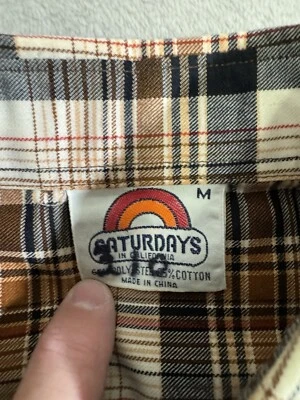 M
SATURDAYS
IN CALIFORNIA
COTTON
MADE IN CHINA